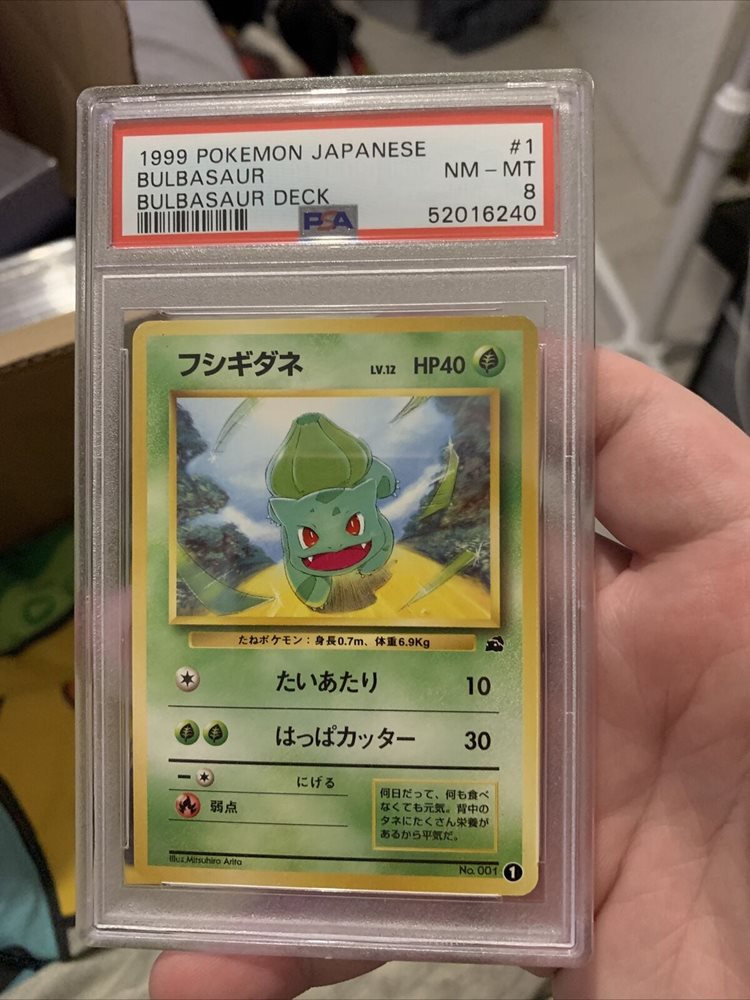 1999 POKEMON JAPANESE #1
BULBASAUR NM - MT
BULBASAUR DECK 8
PSA 52016240
フシギダネ LV.12 HP40
たねポケモン：身長0.7m、体重6.9Kg
たいあたり 10
はっぱカッター 30
にげる
弱点
何日だって、何も食べ
なくても元気。背中の
タネにたくさん栄養が
あるから平気だ。
Illus.Mitsuhiro Arita
No. 001 1